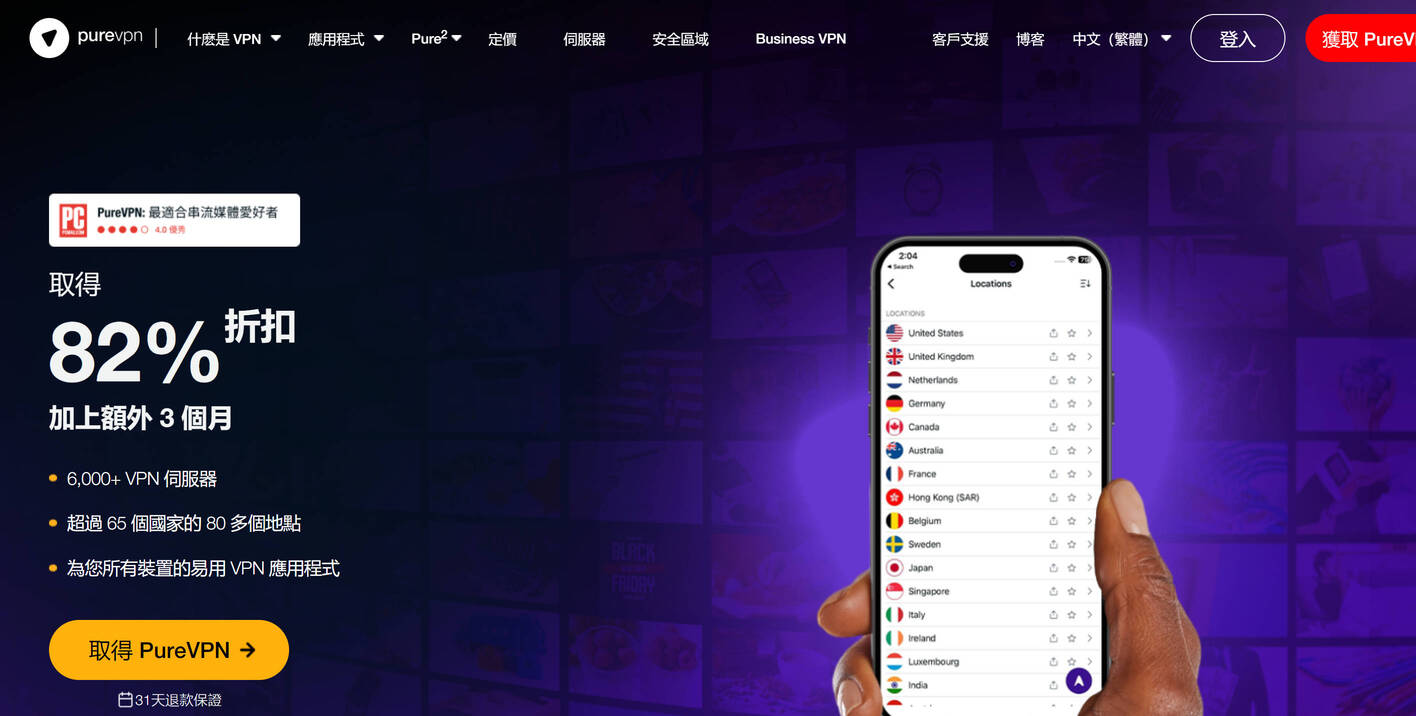 purevpn
什麼是 VPN
應用程式
Pure²
定價
伺服器
安全區域
Business VPN
客戶支援
博客
中文（繁體）
登入
獲取 PureV
PC
PCMAG.COM
PureVPN: 最適合串流媒體愛好者
4.0 優秀
取得
82% 折扣
加上額外 3 個月
6,000+ VPN 伺服器
超過 65 個國家的 80 多個地點
為您所有裝置的易用 VPN 應用程式
取得 PureVPN
31天退款保證
2:04
Search
Locations
LOCATIONS
United States
United Kingdom
Netherlands
Germany
Canada
Australia
France
Hong Kong (SAR)
Belgium
Sweden
Japan
Singapore
Italy
Ireland
Luxembourg
India
BLACK
FRIDAY